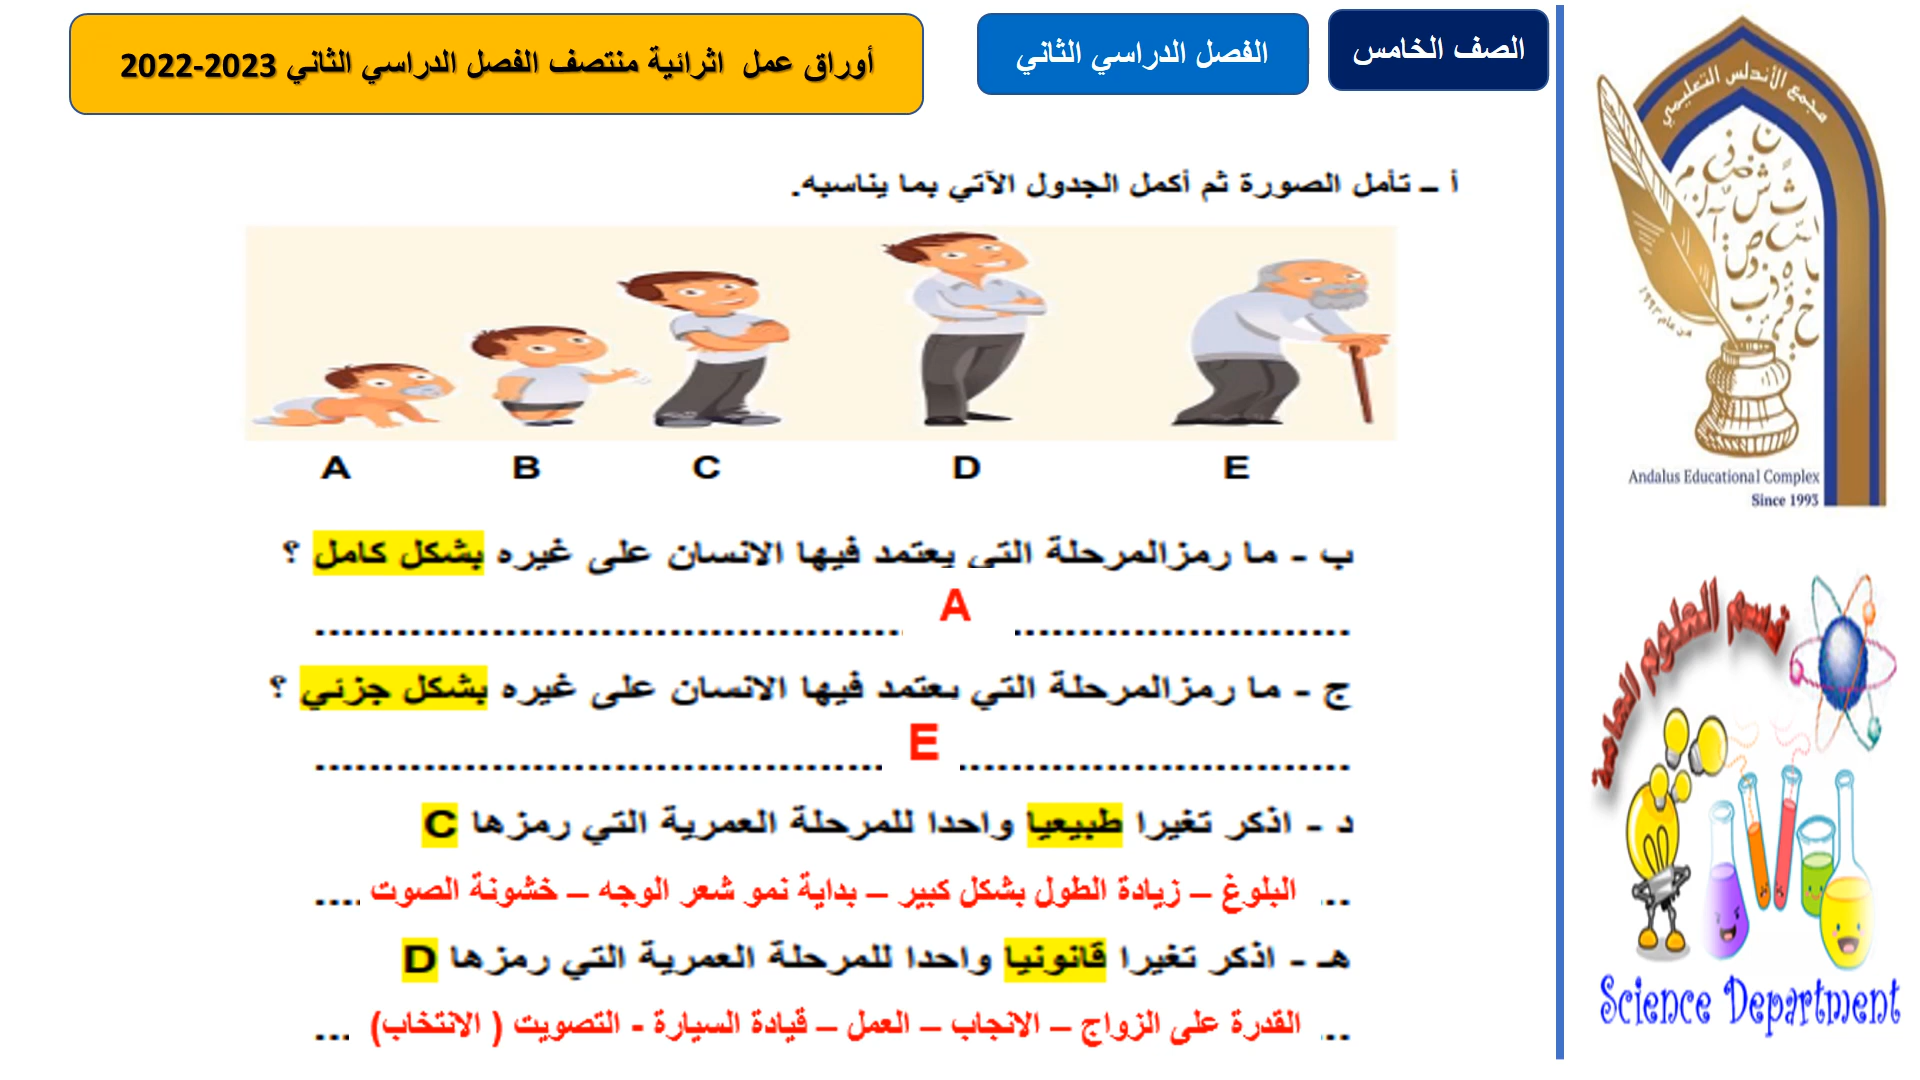 الصف الخامس
الفصل الدراسي الثاني
أوراق عمل اثرائية منتصف الفصل الدراسي الثاني 2022-2023
أ – تأمل الصورة ثم أكمل الجدول الآتي بما يناسبه.
A B C D E
ب - ما رمزالمرحلة التي يعتمد فيها الانسان على غيره بشكل كامل ؟
A
ج - ما رمزالمرحلة التي يعتمد فيها الانسان على غيره بشكل جزئي ؟
E
د - اذكر تغيرا طبيعيا واحدا للمرحلة العمرية التي رمزها C
.. البلوغ – زيادة الطول بشكل كبير – بداية نمو شعر الوجه – خشونة الصوت ....
هـ - اذكر تغيرا قانونيا واحدا للمرحلة العمرية التي رمزها D
.. القدرة على الزواج – الانجاب – العمل – قيادة السيارة - التصويت ( الانتخاب) ...
مجمع الأندلس التعليمي
من عام ١٩٩٣
Andalus Educational Complex
Since 1993
قسم العلوم العامة
Science Department